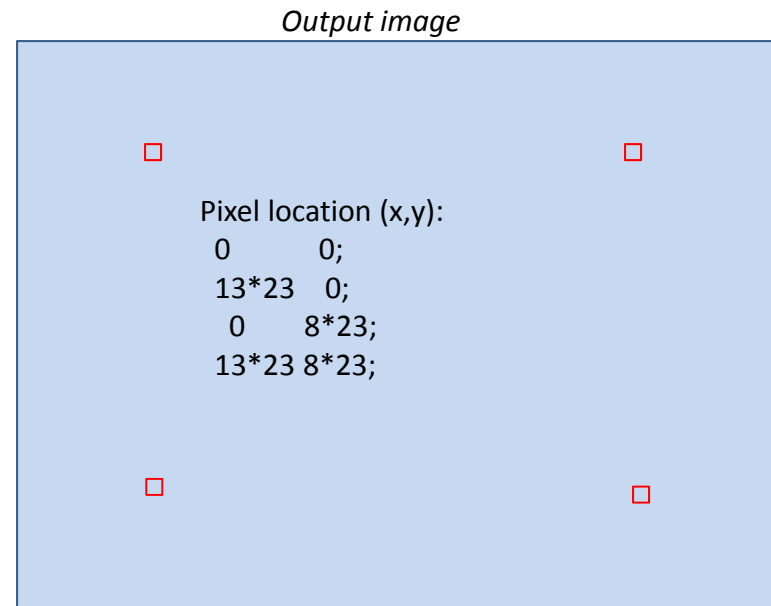 Output image
Pixel location (x,y):
0 0;
13*23 0;
0 8*23;
13*23 8*23;